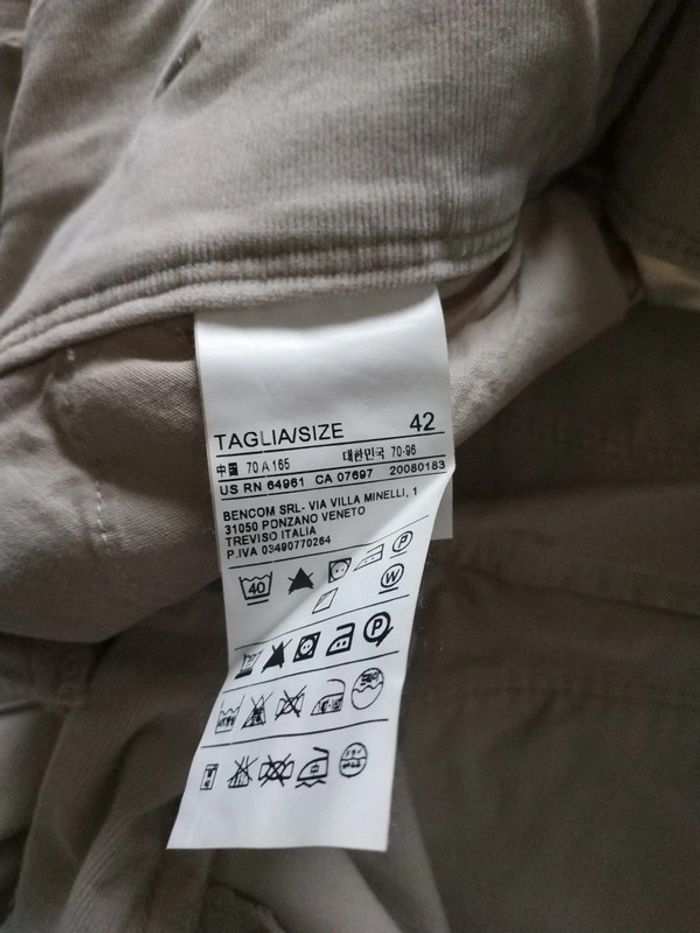 TAGLIA/SIZE 42
中国 70 A 165 대한민국 70-96
US RN 64961 CA 07697 20080183
BENCOM SRL- VIA VILLA MINELLI, 1
31050 PONZANO VENETO
TREVISO ITALIA
P.IVA 03490770264
40
P
W
P